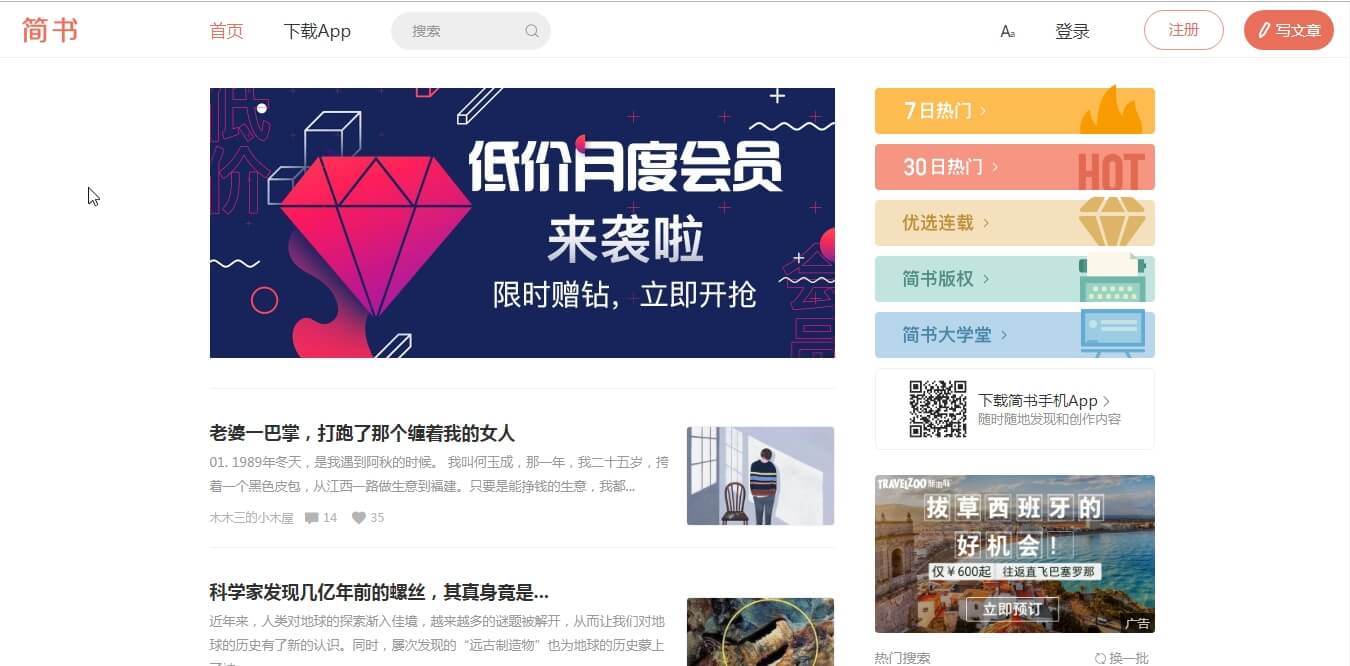 简书
首页
下载App
搜索
Aa
登录
注册
写文章
低价
低价月度会员
来袭啦
限时赠钻，立即开抢
会员
7日热门
30日热门
HOT
优选连载
简书版权
简书大学堂
下载简书手机App
随时随地发现和创作内容
老婆一巴掌，打跑了那个缠着我的女人
01. 1989年冬天，是我遇到阿秋的时候。 我叫何玉成，那一年，我二十五岁，挎
着一个黑色皮包，从江西一路做生意到福建。只要是能挣钱的生意，我都...
木木三的小木屋 14 35
科学家发现几亿年前的螺丝，其真身竟是...
近年来，人类对地球的探索渐入佳境，越来越多的谜题被解开，从而让我们对地
球的历史有了新的认识。同时，屡次发现的“远古制造物”也为地球的历史蒙上
TRAVELZOO
拔草西班牙的
好机会！
仅￥600起 往返直飞巴塞罗那
立即预订
广告
热门搜索
换一批